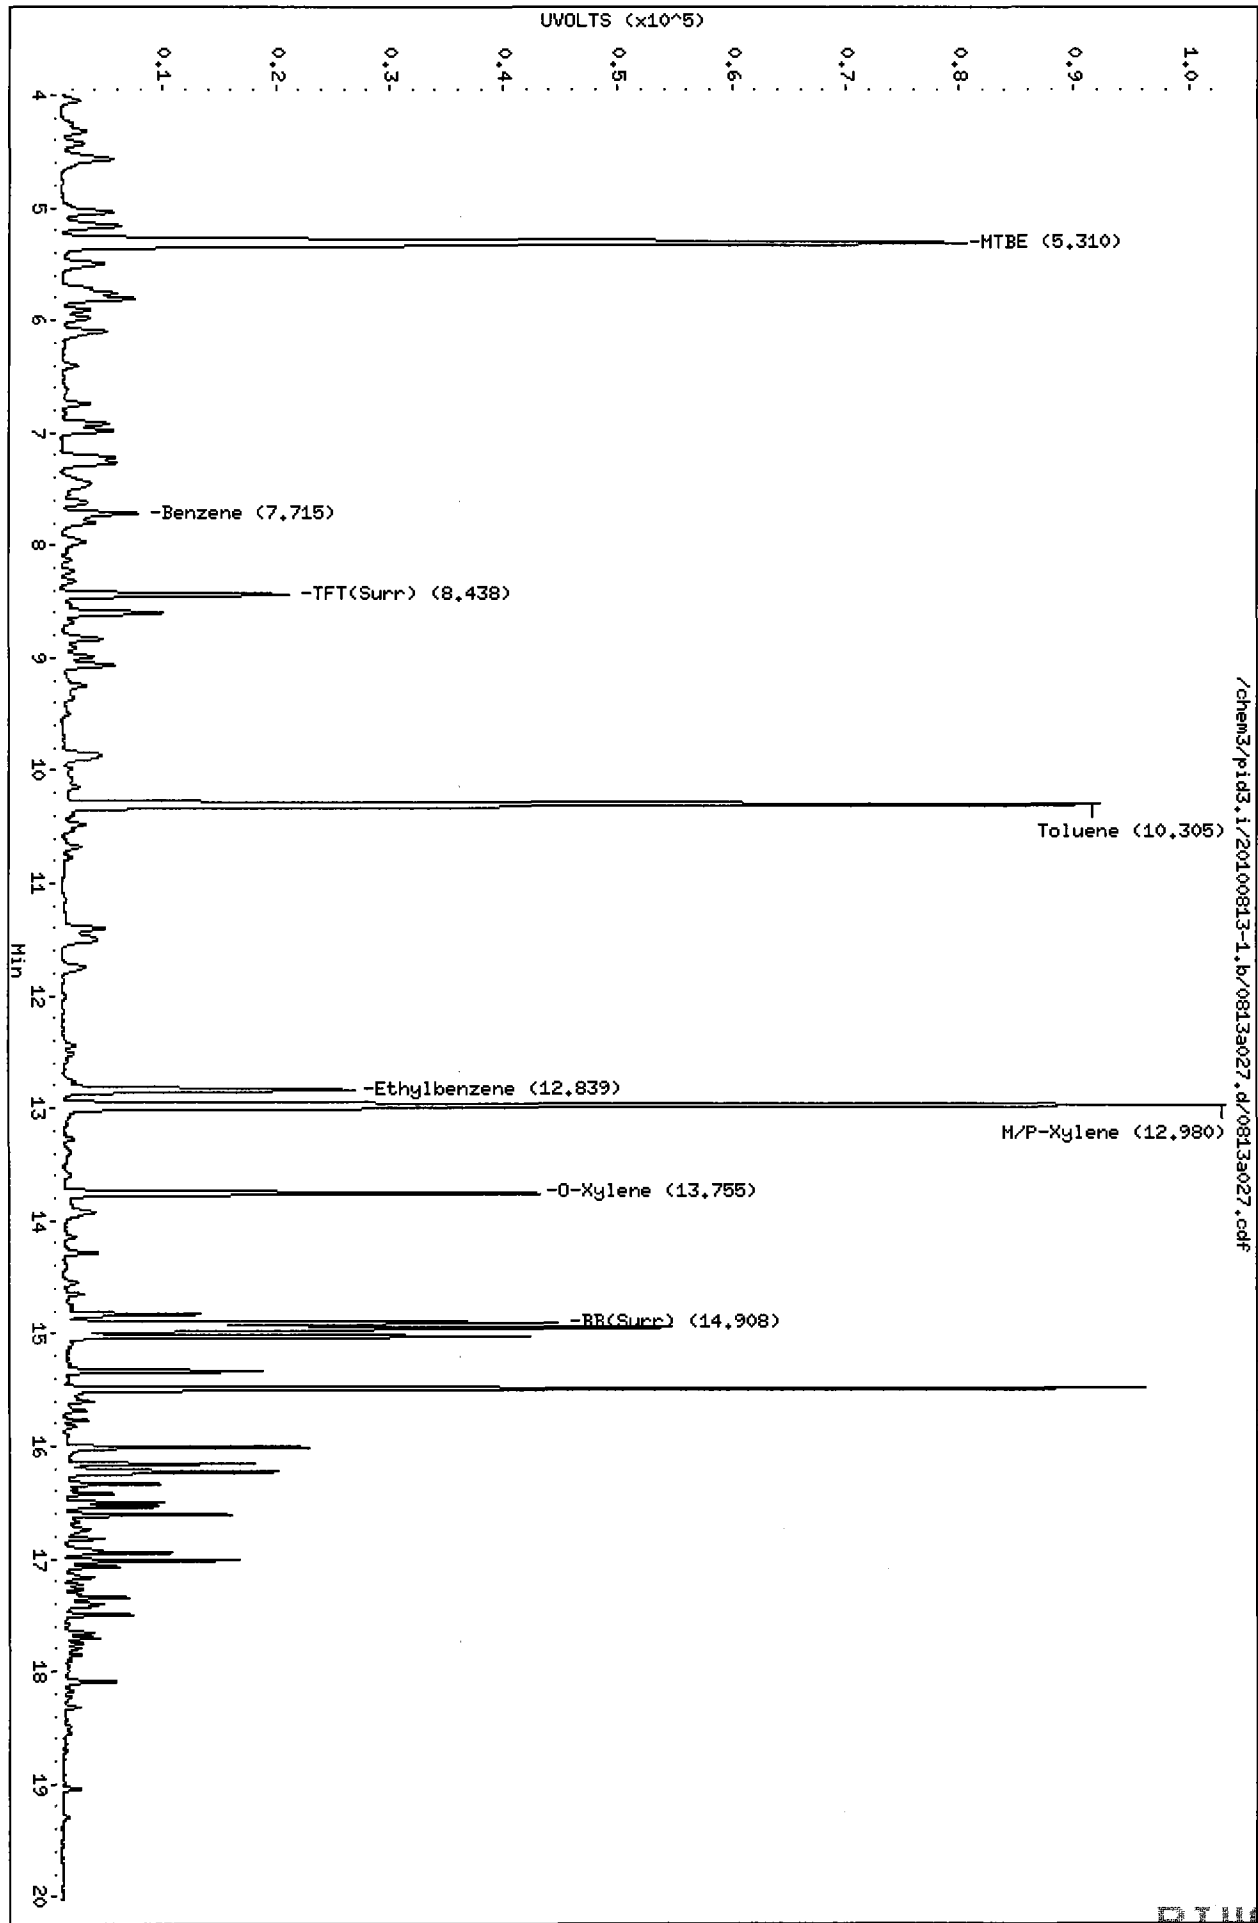 /chem3/pid3.i/20100813-1.b/0813a027.d/0813a027.cdf
UVOLTS (x10^5)
1.0
0.9
0.8
0.7
0.6
0.5
0.4
0.3
0.2
0.1
-MTBE (5.310)
-Benzene (7.715)
-TFT(Surr) (8.438)
Toluene (10.305)
-Ethylbenzene (12.839)
M/P-Xylene (12.980)
-O-Xylene (13.755)
-BB(Surr) (14.908)
4 5 6 7 8 9 10 11 12 13 14 15 16 17 18 19 20
Min